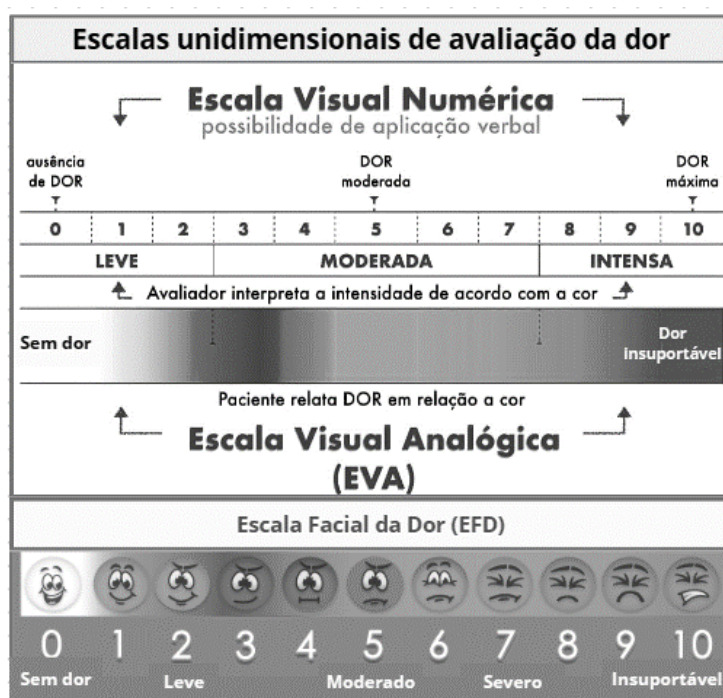 Escalas unidimensionais de avaliação da dor
Escala Visual Numérica
possibilidade de aplicação verbal
ausência
de DOR
DOR
moderada
DOR
máxima
0 1 2 3 4 5 6 7 8 9 10
LEVE MODERADA INTENSA
Avaliador interpreta a intensidade de acordo com a cor
Sem dor
Dor
insuportável
Paciente relata DOR em relação a cor
Escala Visual Analógica
(EVA)
Escala Facial da Dor (EFD)
0 1 2 3 4 5 6 7 8 9 10
Sem dor Leve Moderado Severo Insuportável